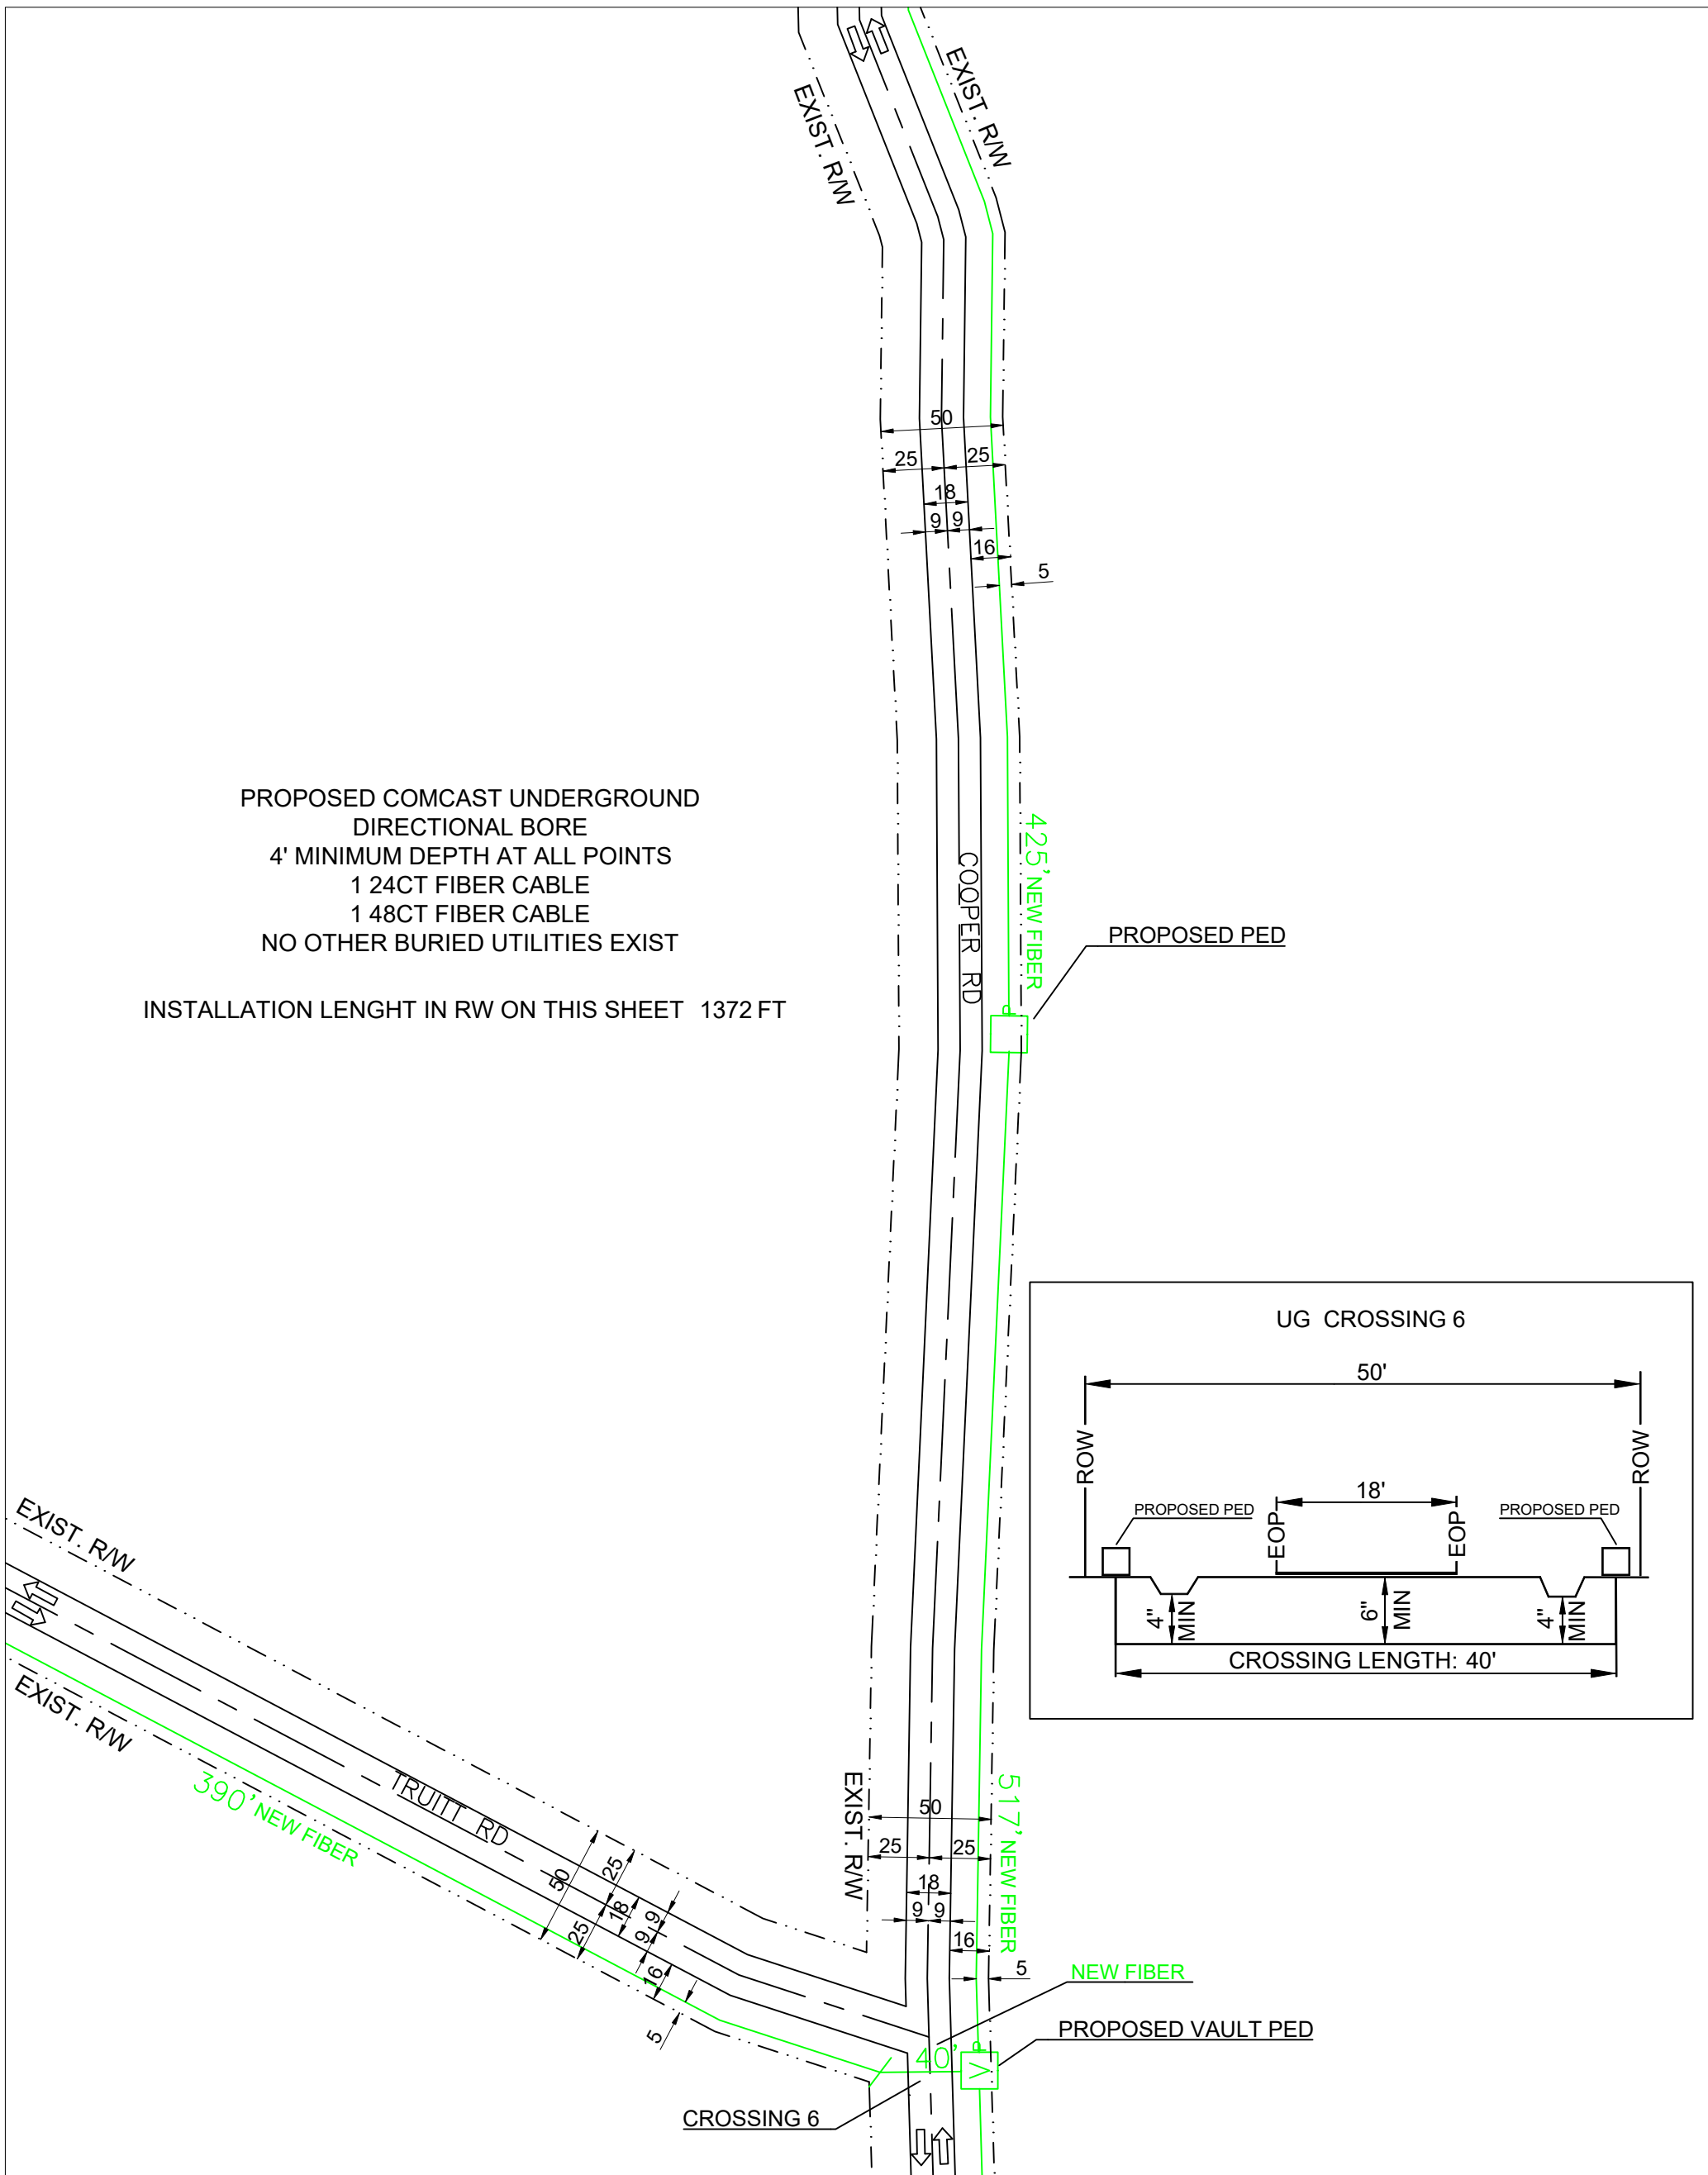 EXIST. R/W
EXIST. R/W
50
25
25
18
9
9
16
5
PROPOSED COMCAST UNDERGROUND
DIRECTIONAL BORE
4' MINIMUM DEPTH AT ALL POINTS
1 24CT FIBER CABLE
1 48CT FIBER CABLE
NO OTHER BURIED UTILITIES EXIST
INSTALLATION LENGHT IN RW ON THIS SHEET 1372 FT
COOPER RD
425' NEW FIBER
PROPOSED PED
P
UG CROSSING 6
50'
ROW
ROW
18'
PROPOSED PED
PROPOSED PED
EOP
EOP
4" MIN
6" MIN
4" MIN
CROSSING LENGTH: 40'
EXIST. R/W
EXIST. R/W
390' NEW FIBER
TRUITT RD
50
25
25
18
9
9
16
5
EXIST. R/W
517' NEW FIBER
50
25
25
18
9
9
16
5
NEW FIBER
PROPOSED VAULT PED
P
V
40'
CROSSING 6